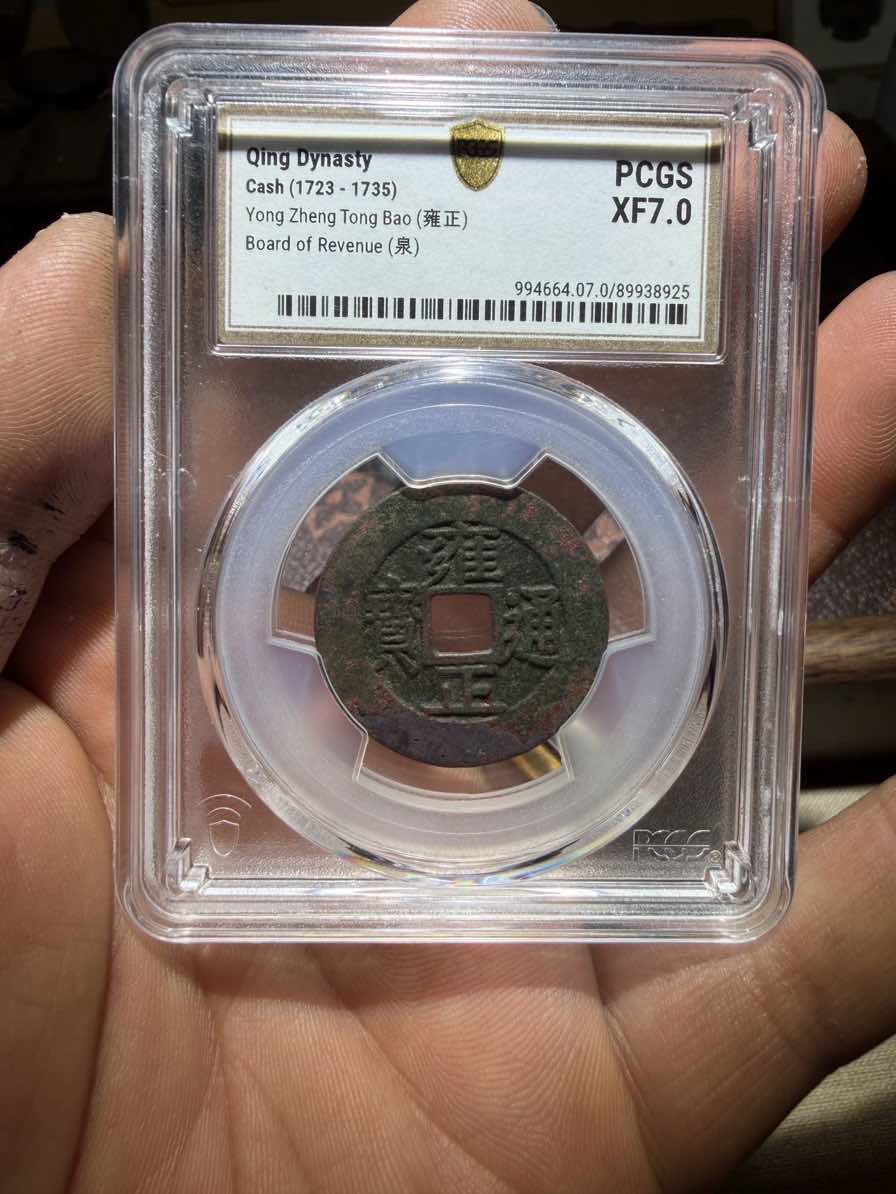 Qing Dynasty
Cash (1723 - 1735)
Yong Zheng Tong Bao (雍正)
Board of Revenue (泉)
PCGS
PCGS
XF7.0
994664.07.0/89938925
雍
寶 通
正
PCGS